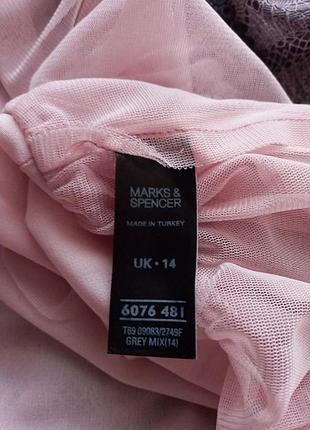 MARKS &
SPENCER
MADE IN TURKEY
UK • 14
6076 481
T69 09083/2749F
GREY MIX(14)